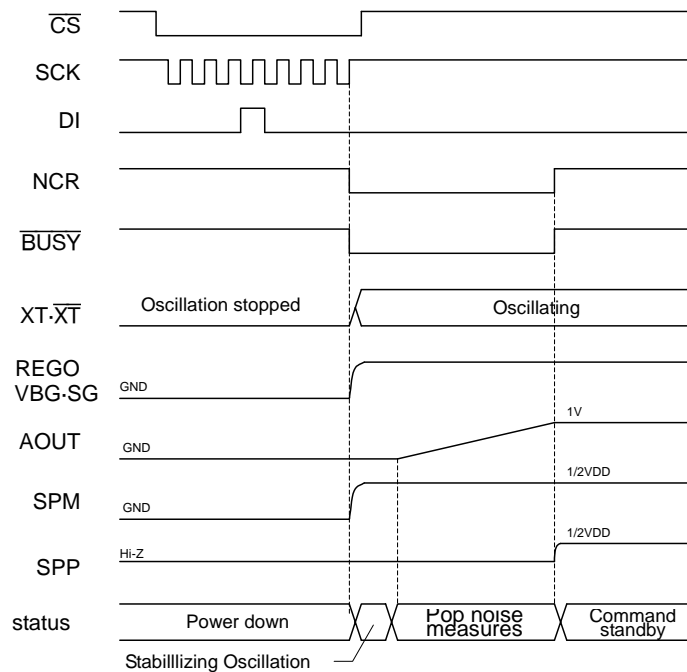 CS
SCK
DI
NCR
BUSY
XT·XT
Oscillation stopped
Oscillating
REGO
VBG·SG
GND
AOUT
GND
1V
SPM
GND
1/2VDD
SPP
Hi-Z
1/2VDD
status
Power down
Pop noise
measures
Command
standby
Stabilllizing Oscillation